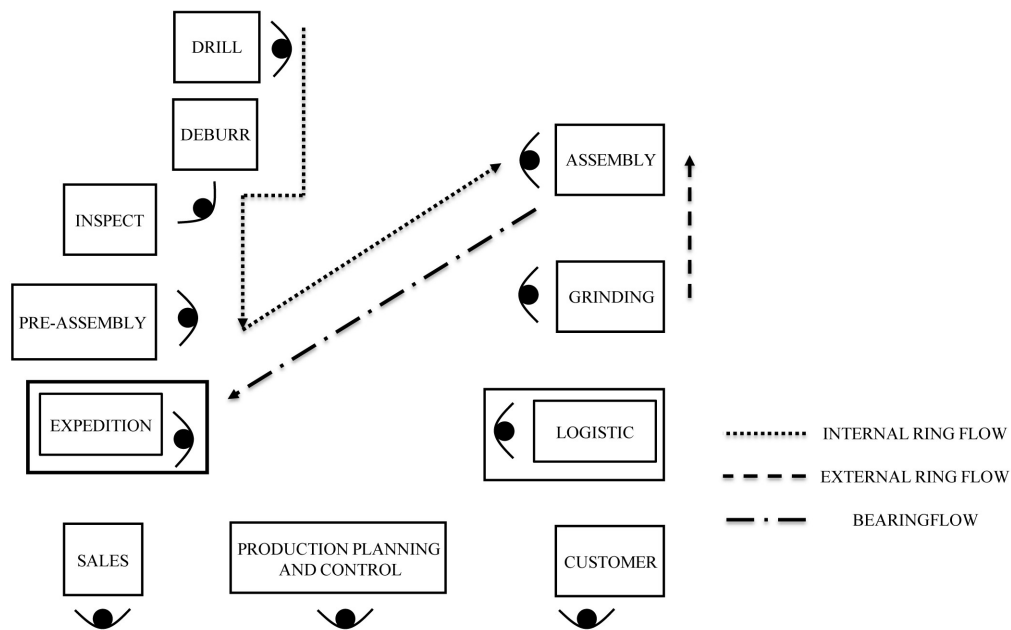 DRILL
DEBURR
ASSEMBLY
INSPECT
GRINDING
PRE-ASSEMBLY
EXPEDITION
LOGISTIC
INTERNAL RING FLOW
EXTERNAL RING FLOW
BEARINGFLOW
SALES
PRODUCTION PLANNING
AND CONTROL
CUSTOMER